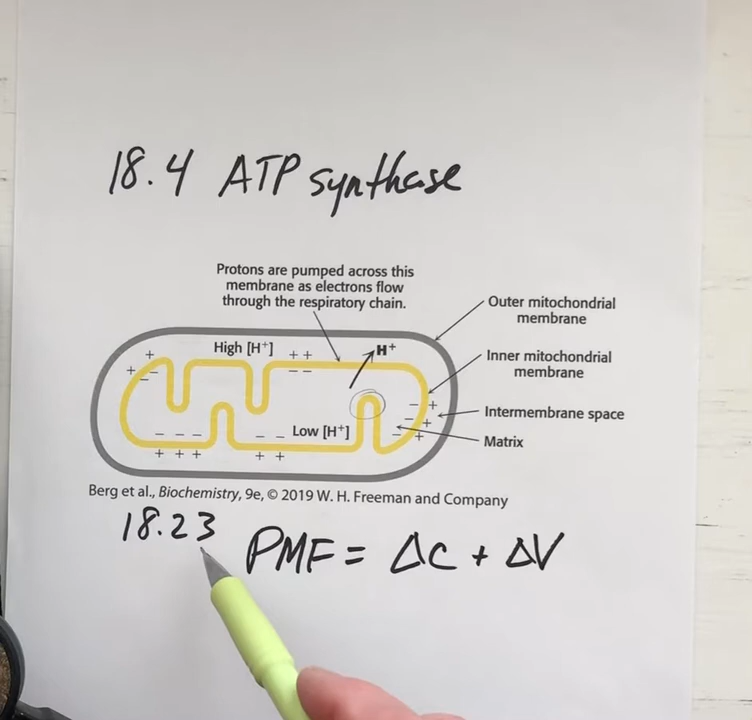 18.4 ATP synthase
Protons are pumped across this
membrane as electrons flow
through the respiratory chain.
Outer mitochondrial
membrane
High [H⁺]
+ +
H⁺
Inner mitochondrial
membrane
Intermembrane space
Low [H⁺]
Matrix
Berg et al., Biochemistry, 9e, © 2019 W. H. Freeman and Company
18.23
PMF = ΔC + ΔV